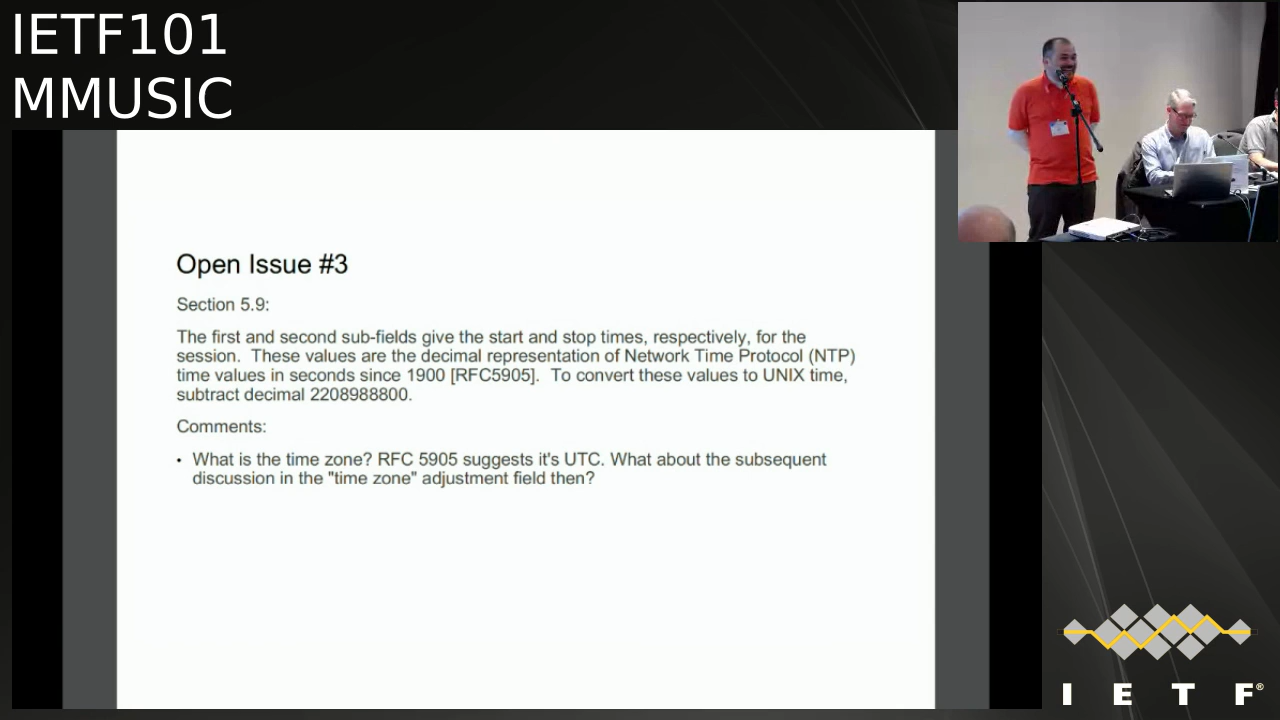 IETF101
MMUSIC
Open Issue #3
Section 5.9:
The first and second sub-fields give the start and stop times, respectively, for the
session.  These values are the decimal representation of Network Time Protocol (NTP)
time values in seconds since 1900 [RFC5905].  To convert these values to UNIX time,
subtract decimal 2208988800.
Comments:
• What is the time zone? RFC 5905 suggests it's UTC. What about the subsequent
discussion in the "time zone" adjustment field then?
I E T F®